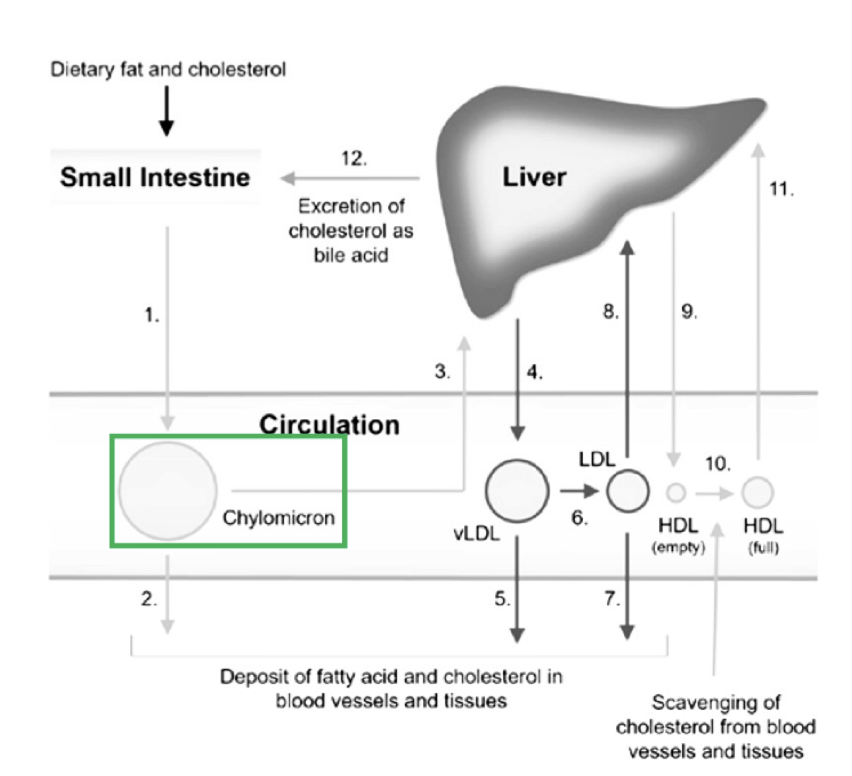 Dietary fat and cholesterol
Small Intestine
12.
Excretion of
cholesterol as
bile acid
Liver
11.
1.
8.
9.
3.
4.
Circulation
Chylomicron
vLDL
6.
LDL
10.
HDL
(empty)
HDL
(full)
2.
5.
7.
Deposit of fatty acid and cholesterol in
blood vessels and tissues
Scavenging of
cholesterol from blood
vessels and tissues